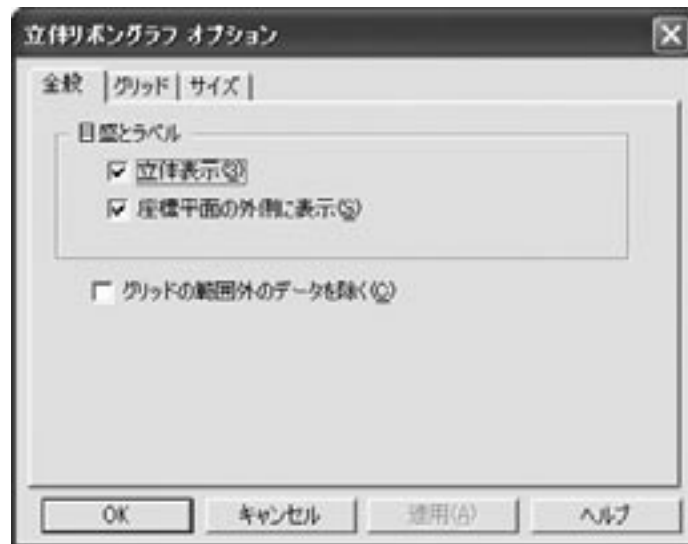 立体リボングラフ オプション
全般 グリッド サイズ
目盛とラベル
立体表示(3)
座標平面の外側に表示(S)
グリッドの範囲外のデータを除く(C)
OK キャンセル 適用(A) ヘルプ